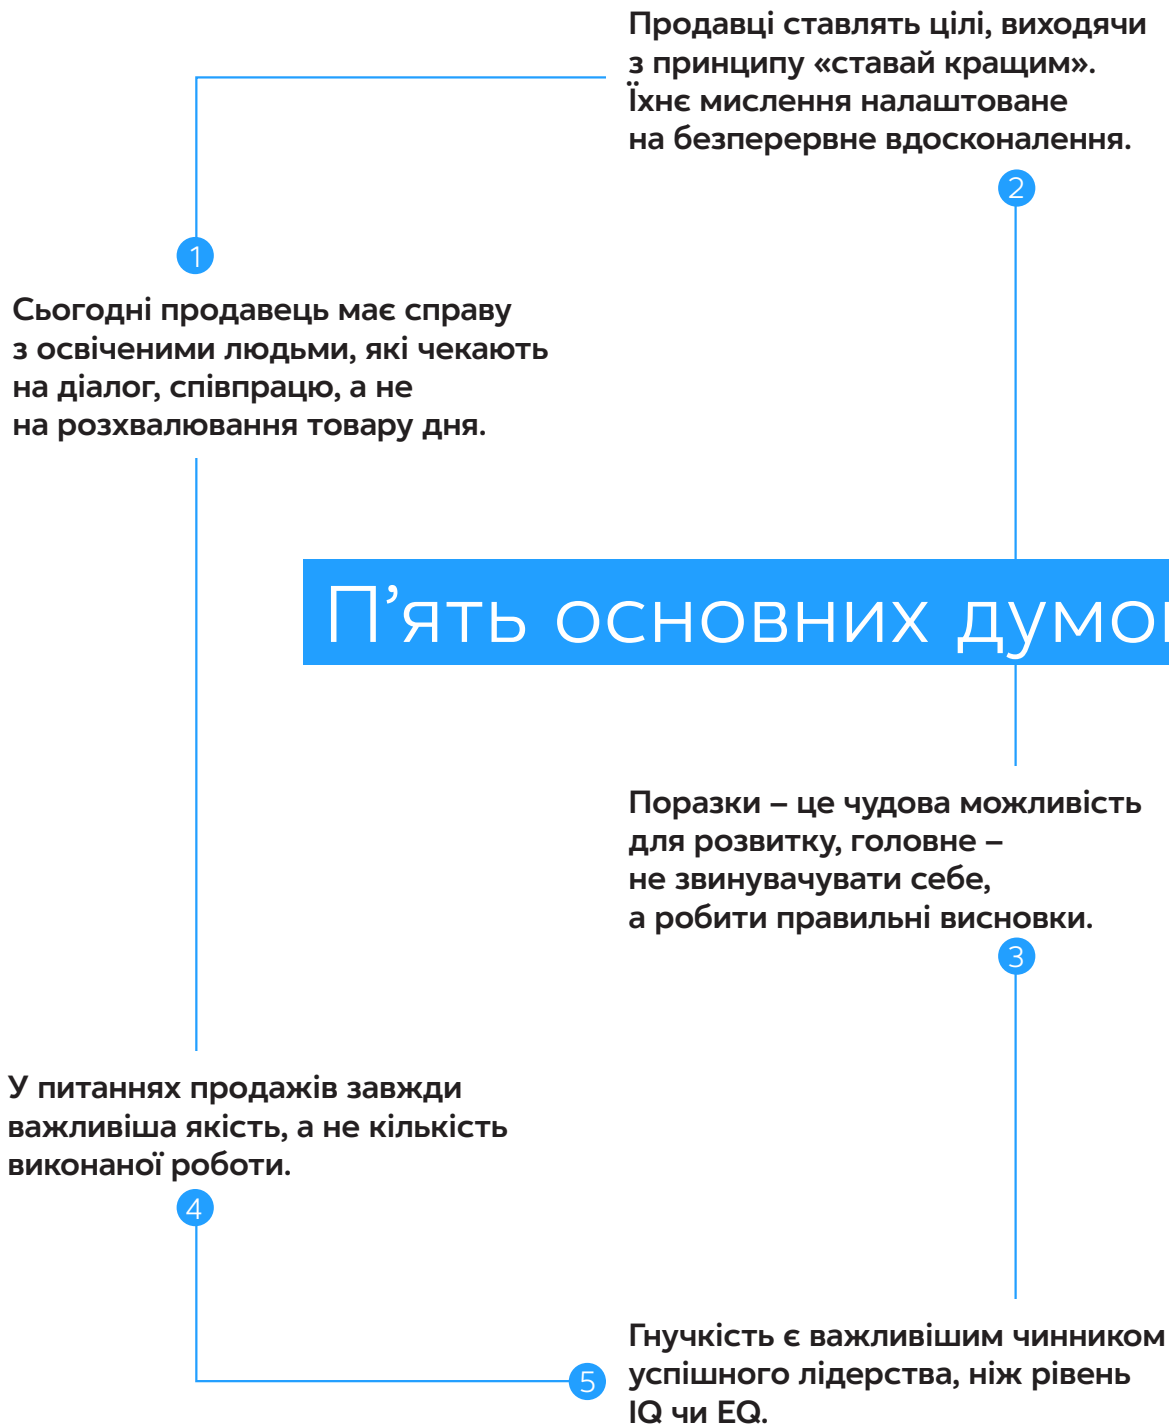 Продавці ставлять цілі, виходячи
з принципу «ставай кращим».
Їхнє мислення налаштоване
на безперервне вдосконалення.
2
1
Сьогодні продавець має справу
з освіченими людьми, які чекають
на діалог, співпрацю, а не
на розхвалювання товару дня.
П’ять основних
Поразки – це чудова можливість
для розвитку, головне –
не звинувачувати себе,
а робити правильні висновки.
3
У питаннях продажів завжди
важливіша якість, а не кількість
виконаної роботи.
4
5
Гнучкість є важливішим чинником
успішного лідерства, ніж рівень
IQ чи EQ.